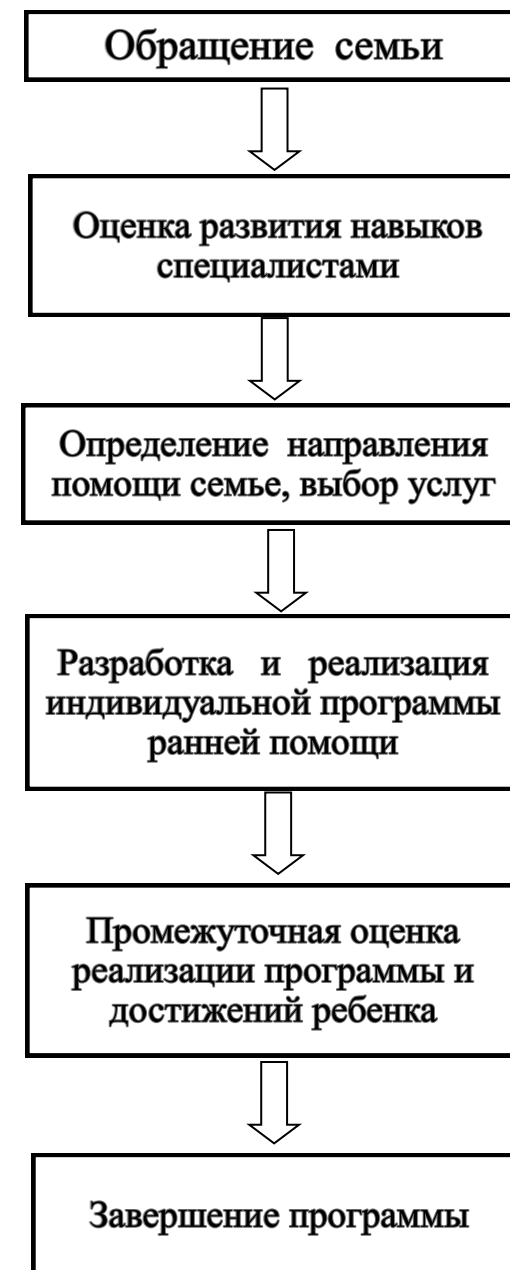 Обращение семьи
Оценка развития навыков
специалистами
Определение направления
помощи семье, выбор услуг
Разработка и реализация
индивидуальной программы
ранней помощи
Промежуточная оценка
реализации программы и
достижений ребенка
Завершение программы